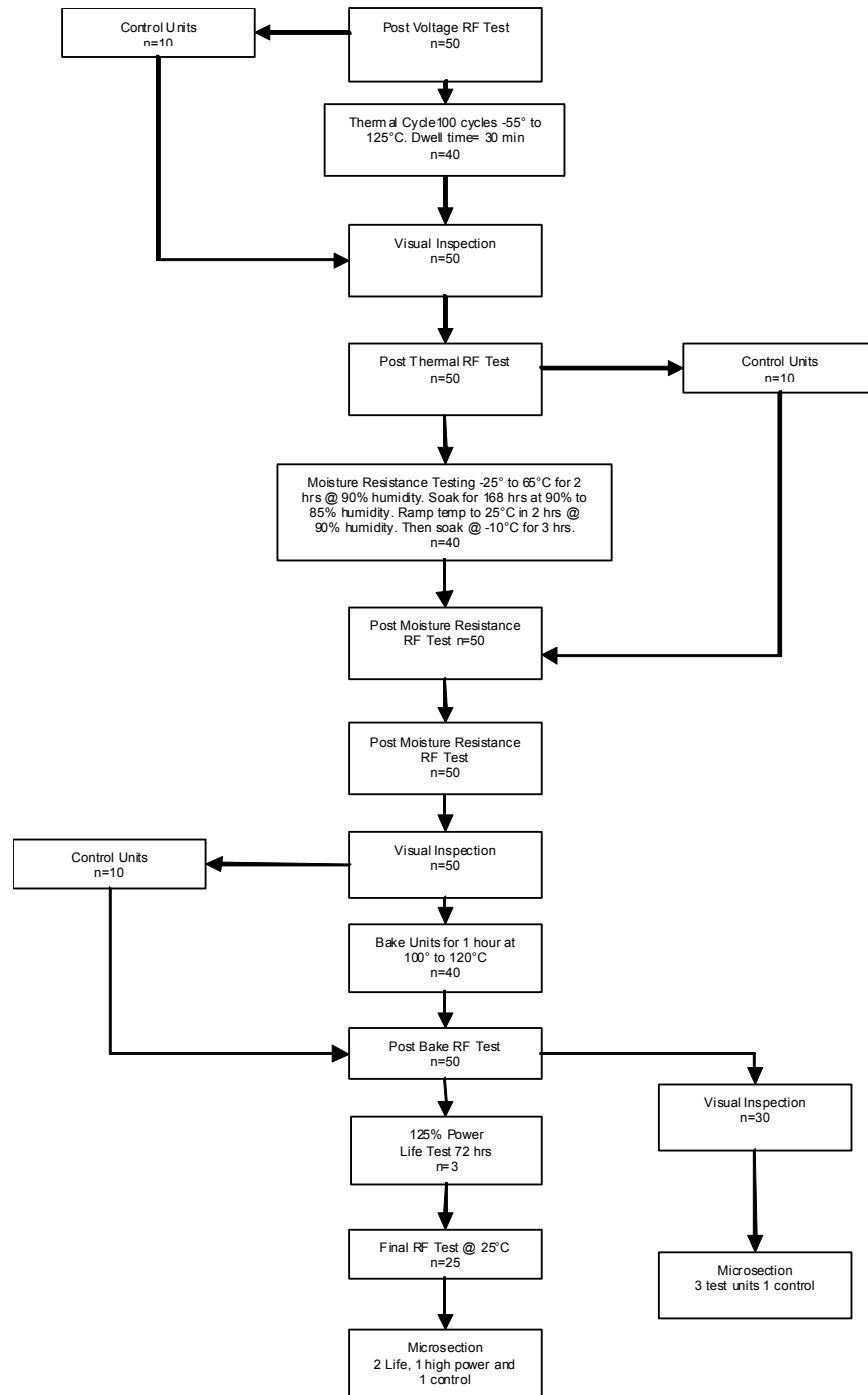 Control Units
n=10
Post Voltage RF Test
n=50
Thermal Cycle100 cycles -55° to
125°C. Dwell time= 30 min
n=40
Visual Inspection
n=50
Post Thermal RF Test
n=50
Control Units
n=10
Moisture Resistance Testing -25° to 65°C for 2
hrs @ 90% humidity. Soak for 168 hrs at 90% to
85% humidity. Ramp temp to 25°C in 2 hrs @
90% humidity. Then soak @ -10°C for 3 hrs.
n=40
Post Moisture Resistance
RF Test n=50
Post Moisture Resistance
RF Test
n=50
Control Units
n=10
Visual Inspection
n=50
Bake Units for 1 hour at
100° to 120°C
n=40
Post Bake RF Test
n=50
Visual Inspection
n=30
125% Power
Life Test 72 hrs
n=3
Final RF Test @ 25°C
n=25
Microsection
3 test units 1 control
Microsection
2 Life, 1 high power and
1 control